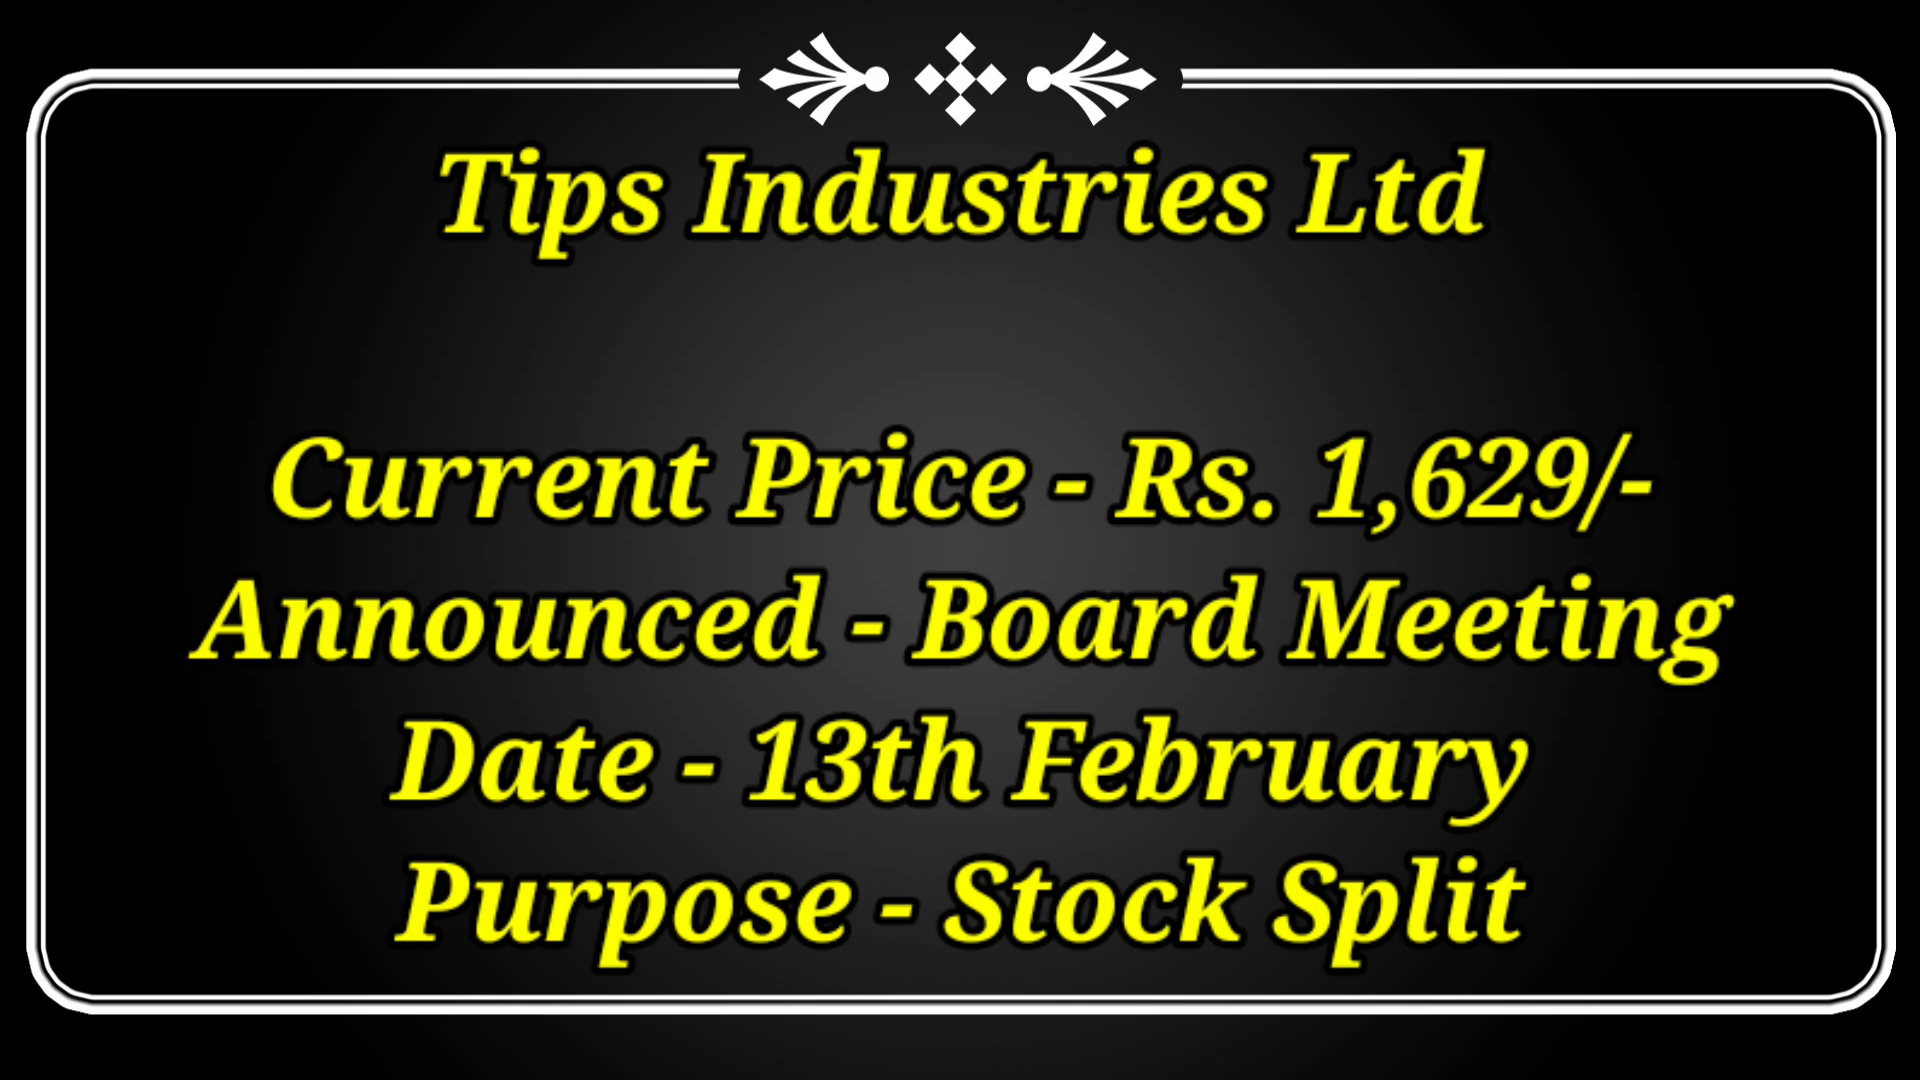 Tips Industries Ltd
Current Price - Rs. 1,629/-
Announced - Board Meeting
Date - 13th February
Purpose - Stock Split